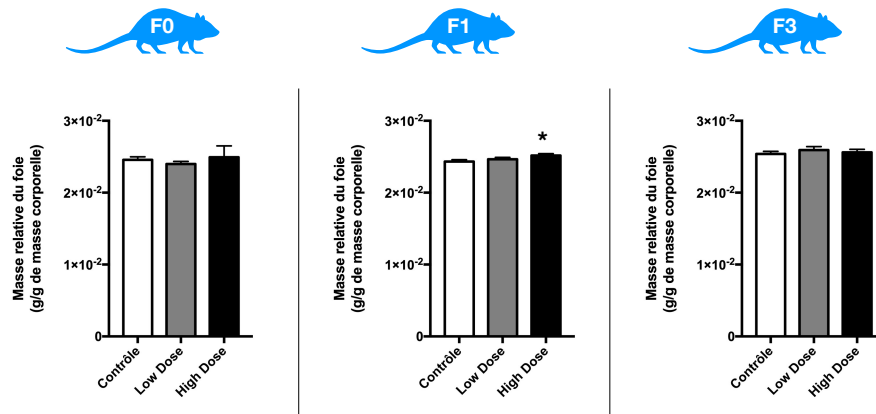 F0
F1
F3
Masse relative du foie
(g/g de masse corporelle)
3×10⁻²
2×10⁻²
1×10⁻²
0
Contrôle
Low Dose
High Dose
Masse relative du foie
(g/g de masse corporelle)
3×10⁻²
2×10⁻²
1×10⁻²
0
*
Contrôle
Low Dose
High Dose
Masse relative du foie
(g/g de masse corporelle)
3×10⁻²
2×10⁻²
1×10⁻²
0
Contrôle
Low Dose
High Dose